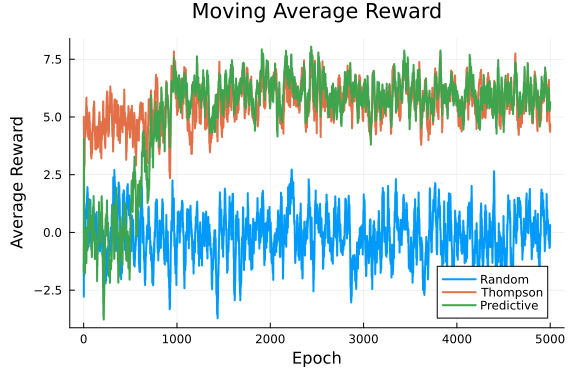 Moving Average Reward
Average Reward
7.5
5.0
2.5
0.0
−2.5
0
1000
2000
3000
4000
5000
Epoch
Random
Thompson
Predictive